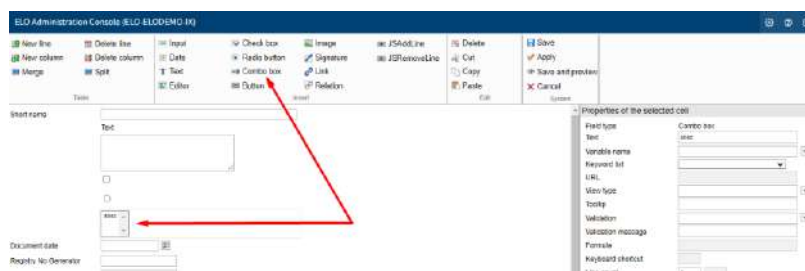 ELO Administration Console (ELO-ELODEMO-IX)
New line
Delete line
Input
Check box
Image
JSAddLine
Delete
Save
New column
Delete column
Date
Radio button
Signature
JSRemoveLine
Cut
Apply
Merge
Split
Text
Combo box
Link
Copy
Save and preview
Editor
Button
Relation
Paste
Cancel
Table
Insert
Edit
System
Short name
Text
Document date
Registry No Generator
Properties of the selected cell
Field type
Combo box
Text
Variable name
Keyword list
URL
View type
Tooltip
Validation
Validation message
Formula
Keyboard shortcut